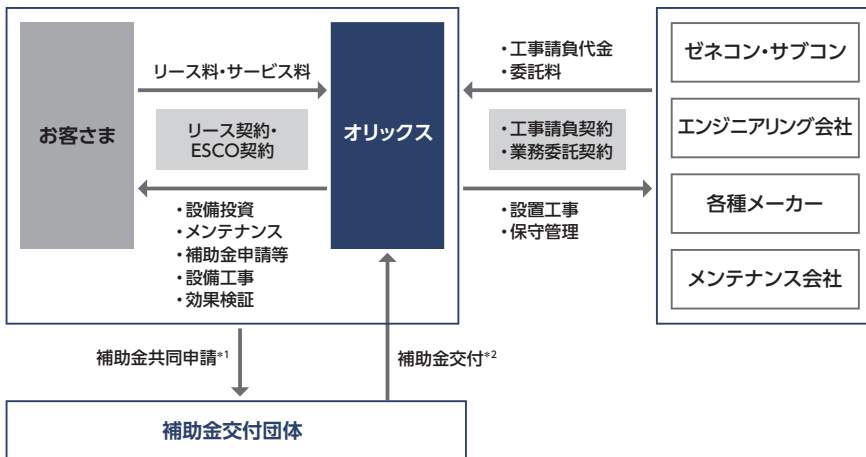 お客さま
リース料・サービス料
リース契約・
ESCO契約
・設備投資
・メンテナンス
・補助金申請等
・設備工事
・効果検証
オリックス
・工事請負代金
・委託料
・工事請負契約
・業務委託契約
・設置工事
・保守管理
ゼネコン・サブコン
エンジニアリング会社
各種メーカー
メンテナンス会社
補助金共同申請*1
補助金交付*2
補助金交付団体